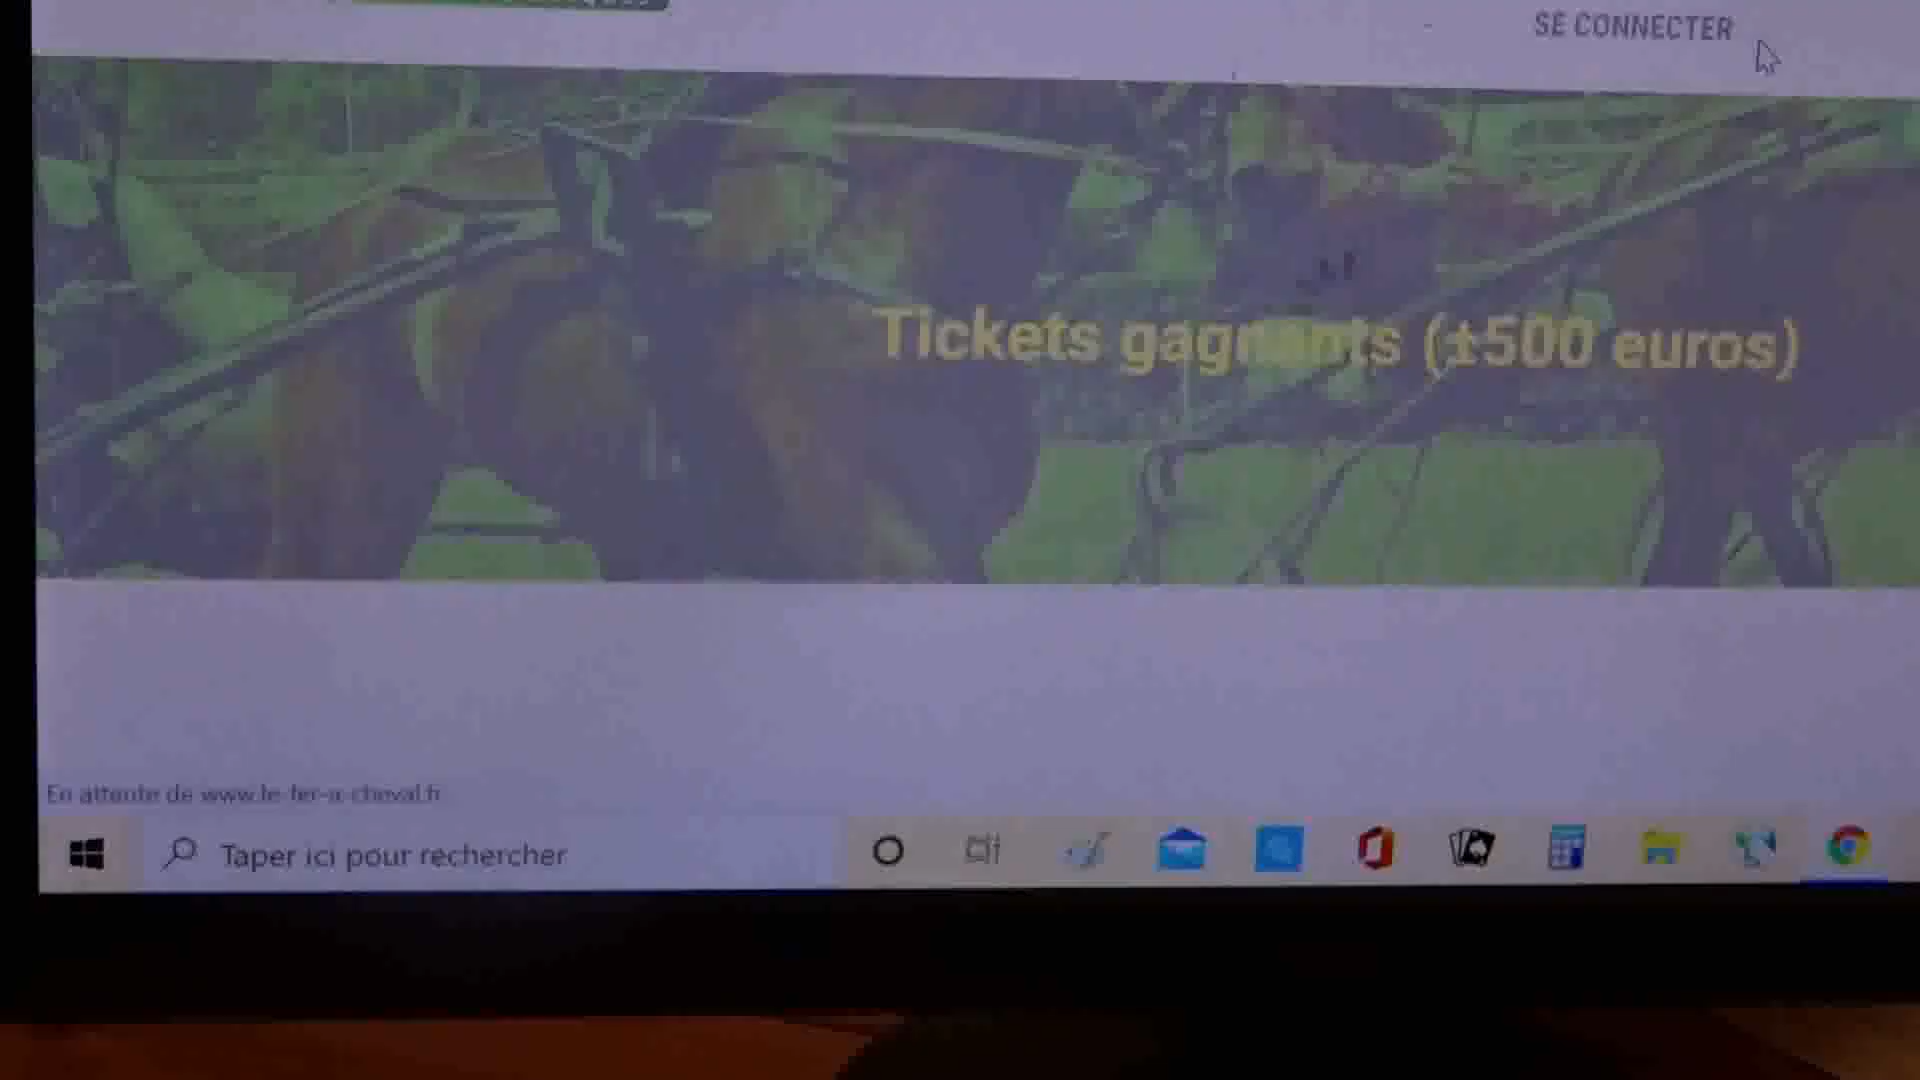 SE CONNECTER
Tickets gagnants (±500 euros)
En attente de www.le-fer-a-cheval.fr
Taper ici pour rechercher